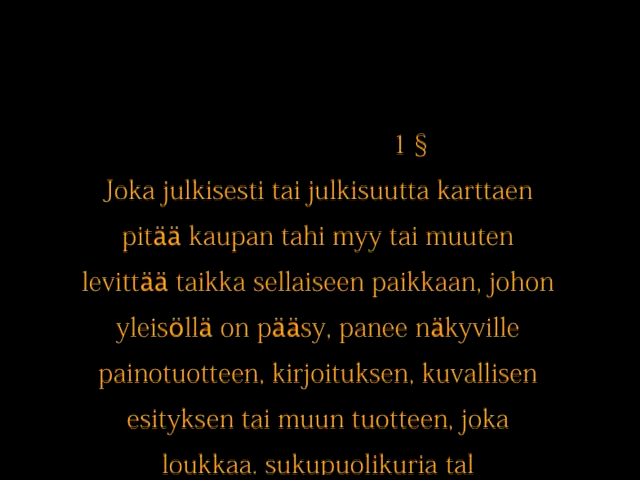 1 §
Joka julkisesti tai julkisuutta karttaen
pitää kaupan tahi myy tai muuten
levittää taikka sellaiseen paikkaan, johon
yleisöllä on pääsy, panee näkyville
painotuotteen, kirjoituksen, kuvallisen
esityksen tai muun tuotteen, joka
loukkaa. sukupuolikuria tal